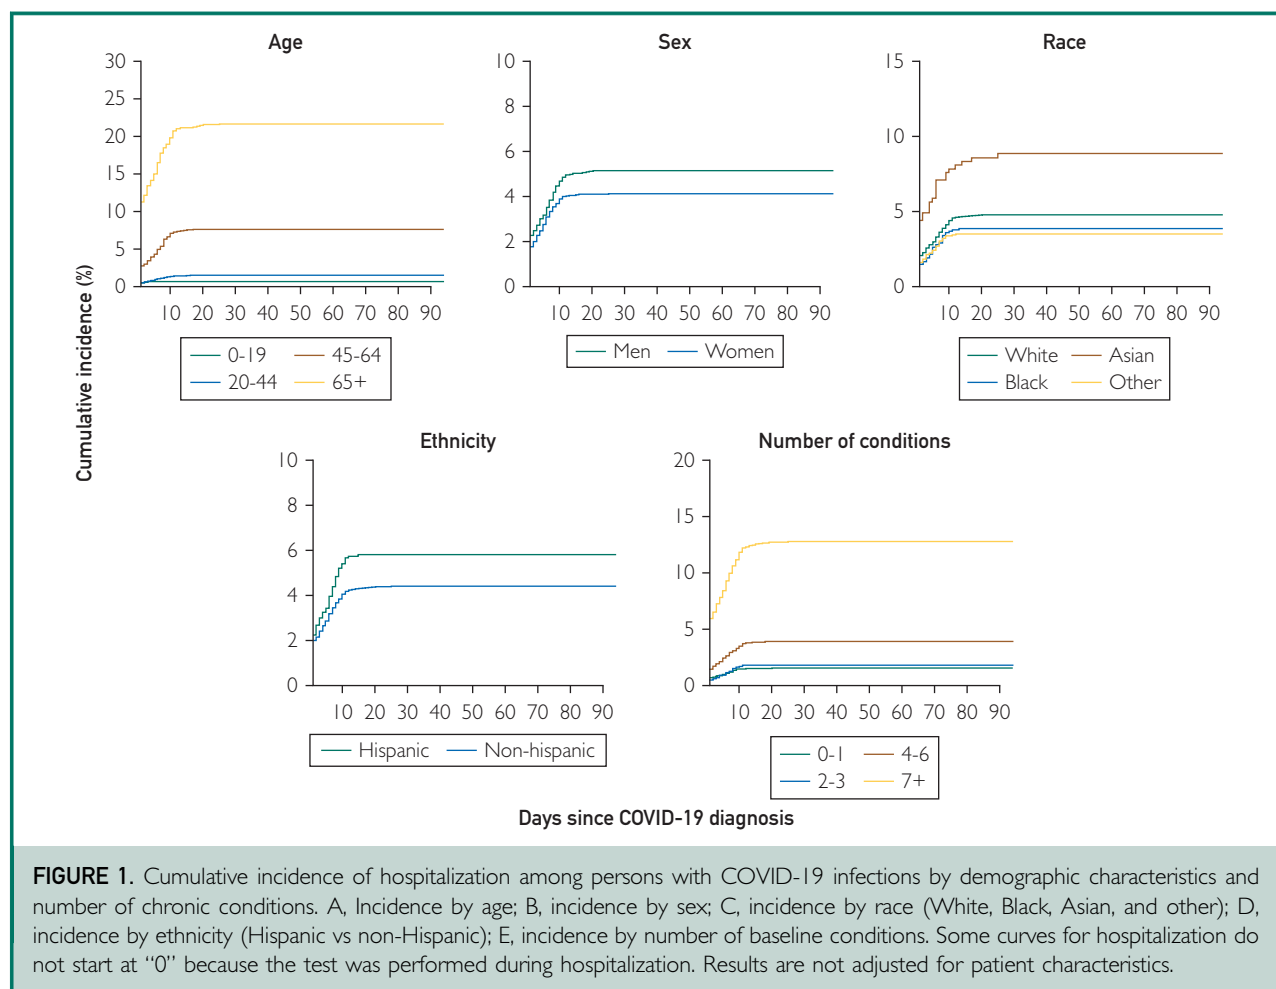 Age
Sex
Race
Cumulative incidence (%)
30
25
20
15
10
5
0
10 20 30 40 50 60 70 80 90
0-19 45-64
20-44 65+
10
8
6
4
2
0
10 20 30 40 50 60 70 80 90
Men Women
15
10
5
0
10 20 30 40 50 60 70 80 90
White Asian
Black Other
Ethnicity
10
8
6
4
2
0
10 20 30 40 50 60 70 80 90
Hispanic Non-hispanic
Number of conditions
20
15
10
5
0
10 20 30 40 50 60 70 80 90
0-1 4-6
2-3 7+
Days since COVID-19 diagnosis
FIGURE 1. Cumulative incidence of hospitalization among persons with COVID-19 infections by demographic characteristics and
number of chronic conditions. A, Incidence by age; B, incidence by sex; C, incidence by race (White, Black, Asian, and other); D,
incidence by ethnicity (Hispanic vs non-Hispanic); E, incidence by number of baseline conditions. Some curves for hospitalization do
not start at “0” because the test was performed during hospitalization. Results are not adjusted for patient characteristics.